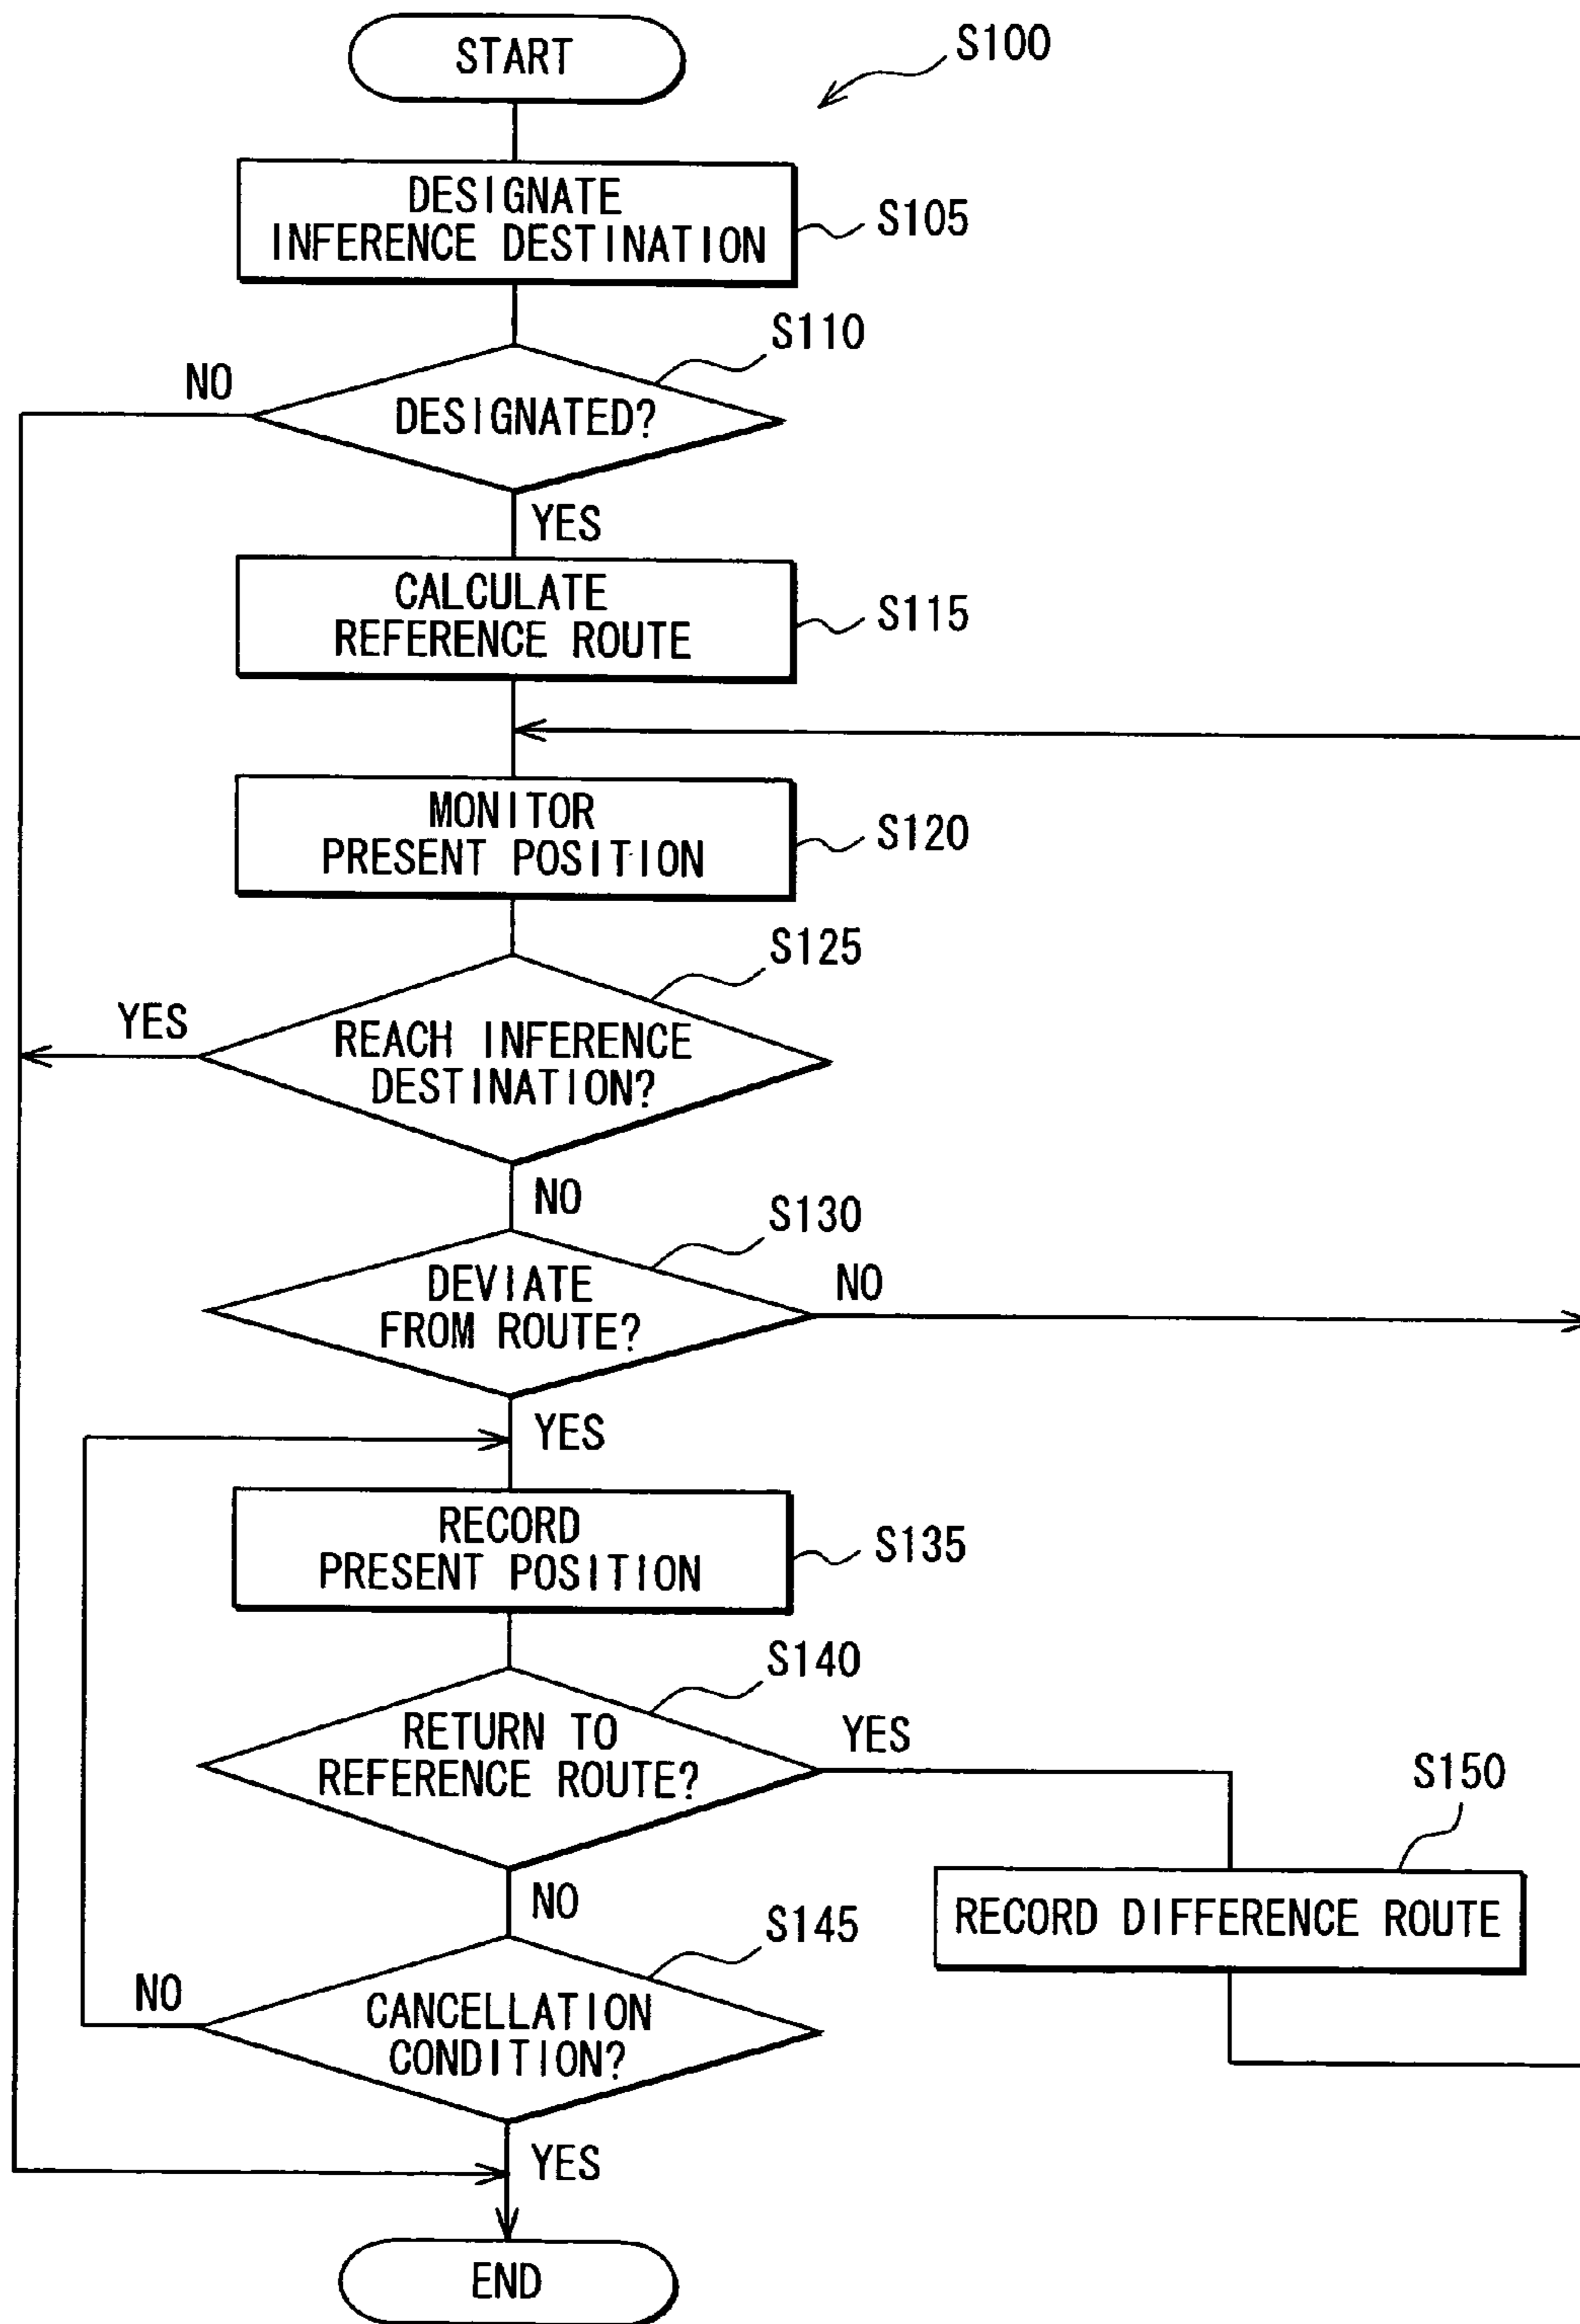 START
S100
DESIGNATE
INFERENCE DESTINATION
S105
S110
NO
DESIGNATED?
YES
CALCULATE
REFERENCE ROUTE
S115
MONITOR
PRESENT POSITION
S120
S125
YES
REACH INFERENCE
DESTINATION?
NO
S130
DEVIATE
FROM ROUTE?
NO
YES
RECORD
PRESENT POSITION
S135
S140
RETURN TO
REFERENCE ROUTE?
YES
S150
RECORD DIFFERENCE ROUTE
NO
S145
NO
CANCELLATION
CONDITION?
YES
END